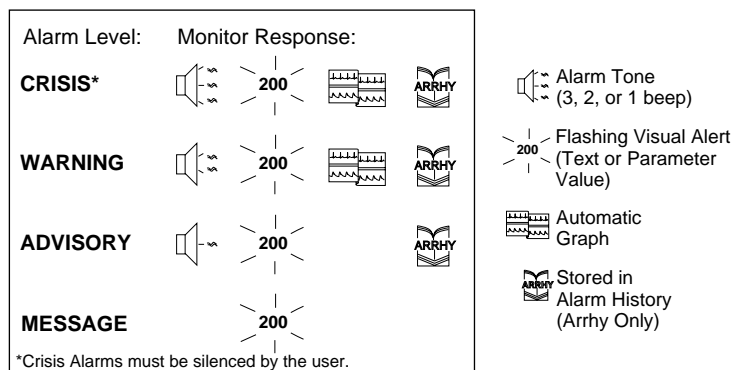 Alarm Level: Monitor Response:
CRISIS* 200 ARRHY
WARNING 200 ARRHY
ADVISORY 200 ARRHY
MESSAGE 200
*Crisis Alarms must be silenced by the user.
Alarm Tone
(3, 2, or 1 beep)
200 Flashing Visual Alert
(Text or Parameter
Value)
Automatic
Graph
ARRHY Stored in
Alarm History
(Arrhy Only)